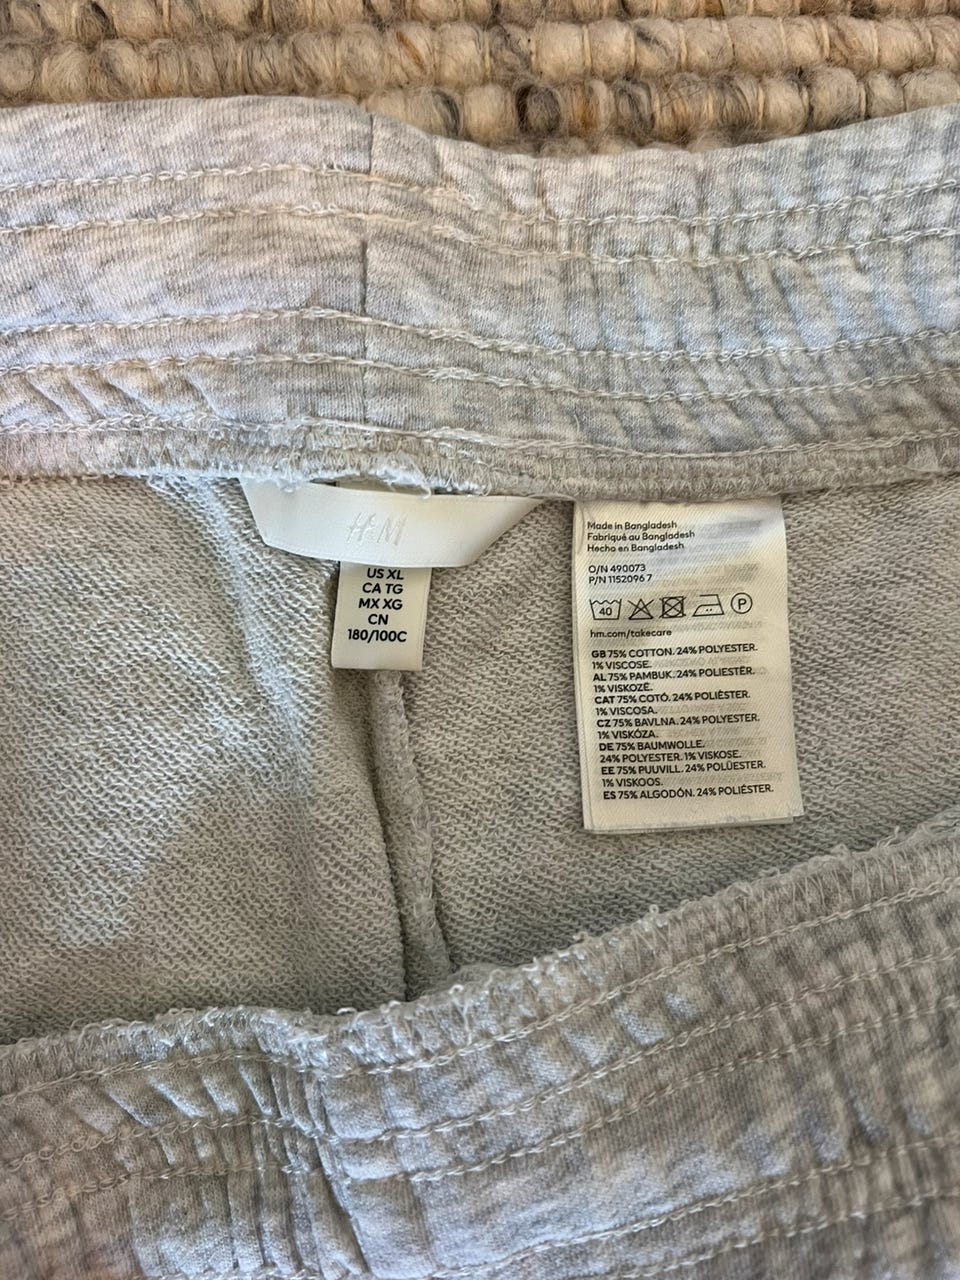 H&M
US XL
CA TG
MX XG
CN
180/100C
Made in Bangladesh
Fabriqué au Bangladesh
Hecho en Bangladesh
O/N 490073
P/N 1152096 7
40
P
hm.com/takecare
GB 75% COTTON. 24% POLYESTER.
1% VISCOSE.
AL 75% PAMBUK. 24% POLIESTËR.
1% VISKOZË.
CAT 75% COTÓ. 24% POLIÈSTER.
1% VISCOSA.
CZ 75% BAVLNA. 24% POLYESTER.
1% VISKÓZA.
DE 75% BAUMWOLLE.
24% POLYESTER. 1% VISKOSE.
EE 75% PUUVILL. 24% POLÜESTER.
1% VISKOOS.
ES 75% ALGODÓN. 24% POLIÉSTER.